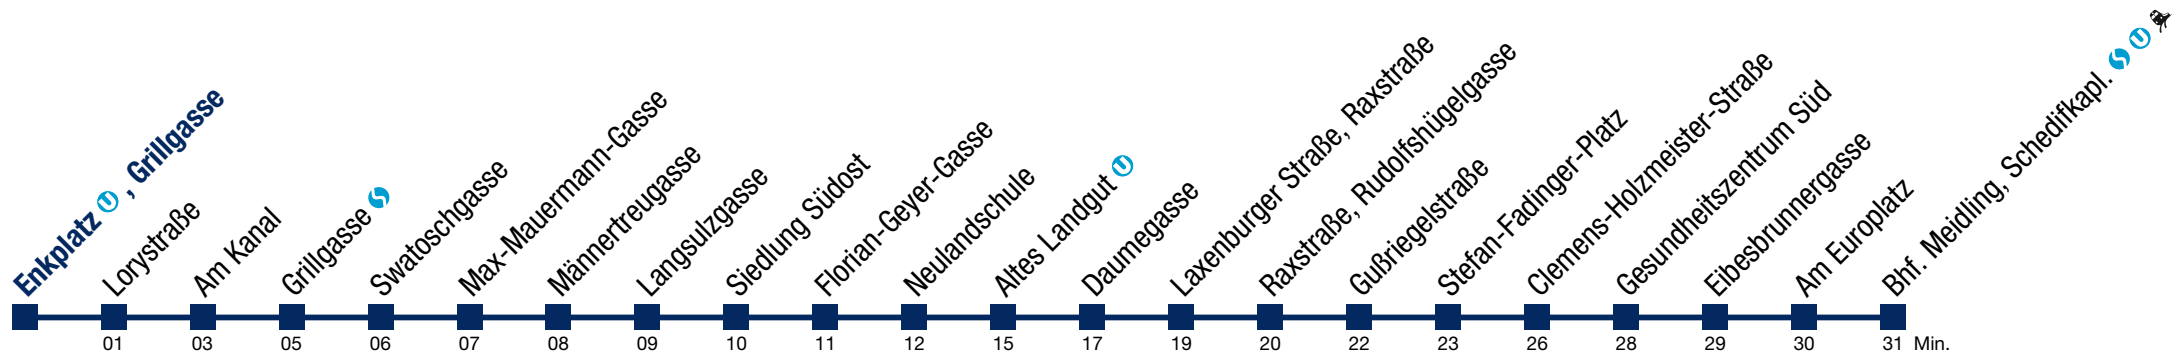 Enkplatz U, Grillgasse
Lorystraße
Am Kanal
Grillgasse S
Swatoschgasse
Max-Mauermann-Gasse
Männertreugasse
Langsulzgasse
Siedlung Südost
Florian-Geyer-Gasse
Neulandschule
Altes Landgut U
Daumegasse
Laxenburger Straße, Raxstraße
Raxstraße, Rudolfshügelgasse
Gußriegelstraße
Stefan-Fadinger-Platz
Clemens-Holzmeister-Straße
Gesundheitszentrum Süd
Eibesbrunnergasse
Am Europlatz
Bhf. Meidling, Schedifkapl. S U
01 03 05 06 07 08 09 10 11 12 15 17 19 20 22 23 26 28 29 30 31 Min.